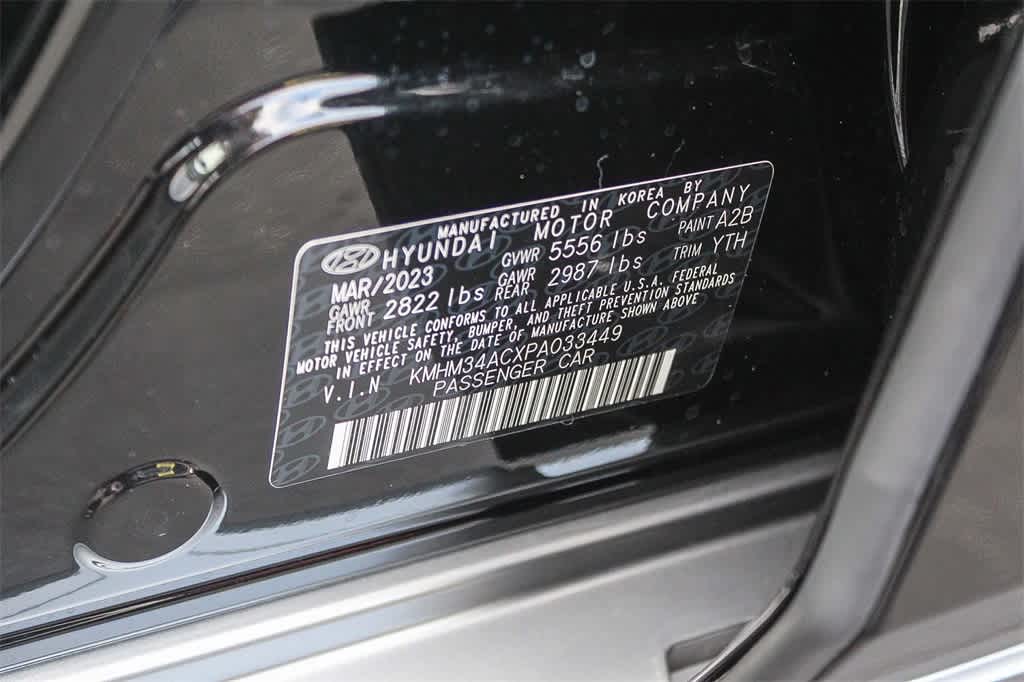 MANUFACTURED IN KOREA BY
HYUNDAI MOTOR COMPANY
MAR/2023 GVWR 5556 lbs PAINT A2B
GAWR FRONT 2822 lbs GAWR REAR 2987 lbs TRIM YTH
THIS VEHICLE CONFORMS TO ALL APPLICABLE U.S.A. FEDERAL
MOTOR VEHICLE SAFETY, BUMPER, AND THEFT PREVENTION STANDARDS
IN EFFECT ON THE DATE OF MANUFACTURE SHOWN ABOVE
V.I.N KMHM34ACXPA033449
PASSENGER CAR